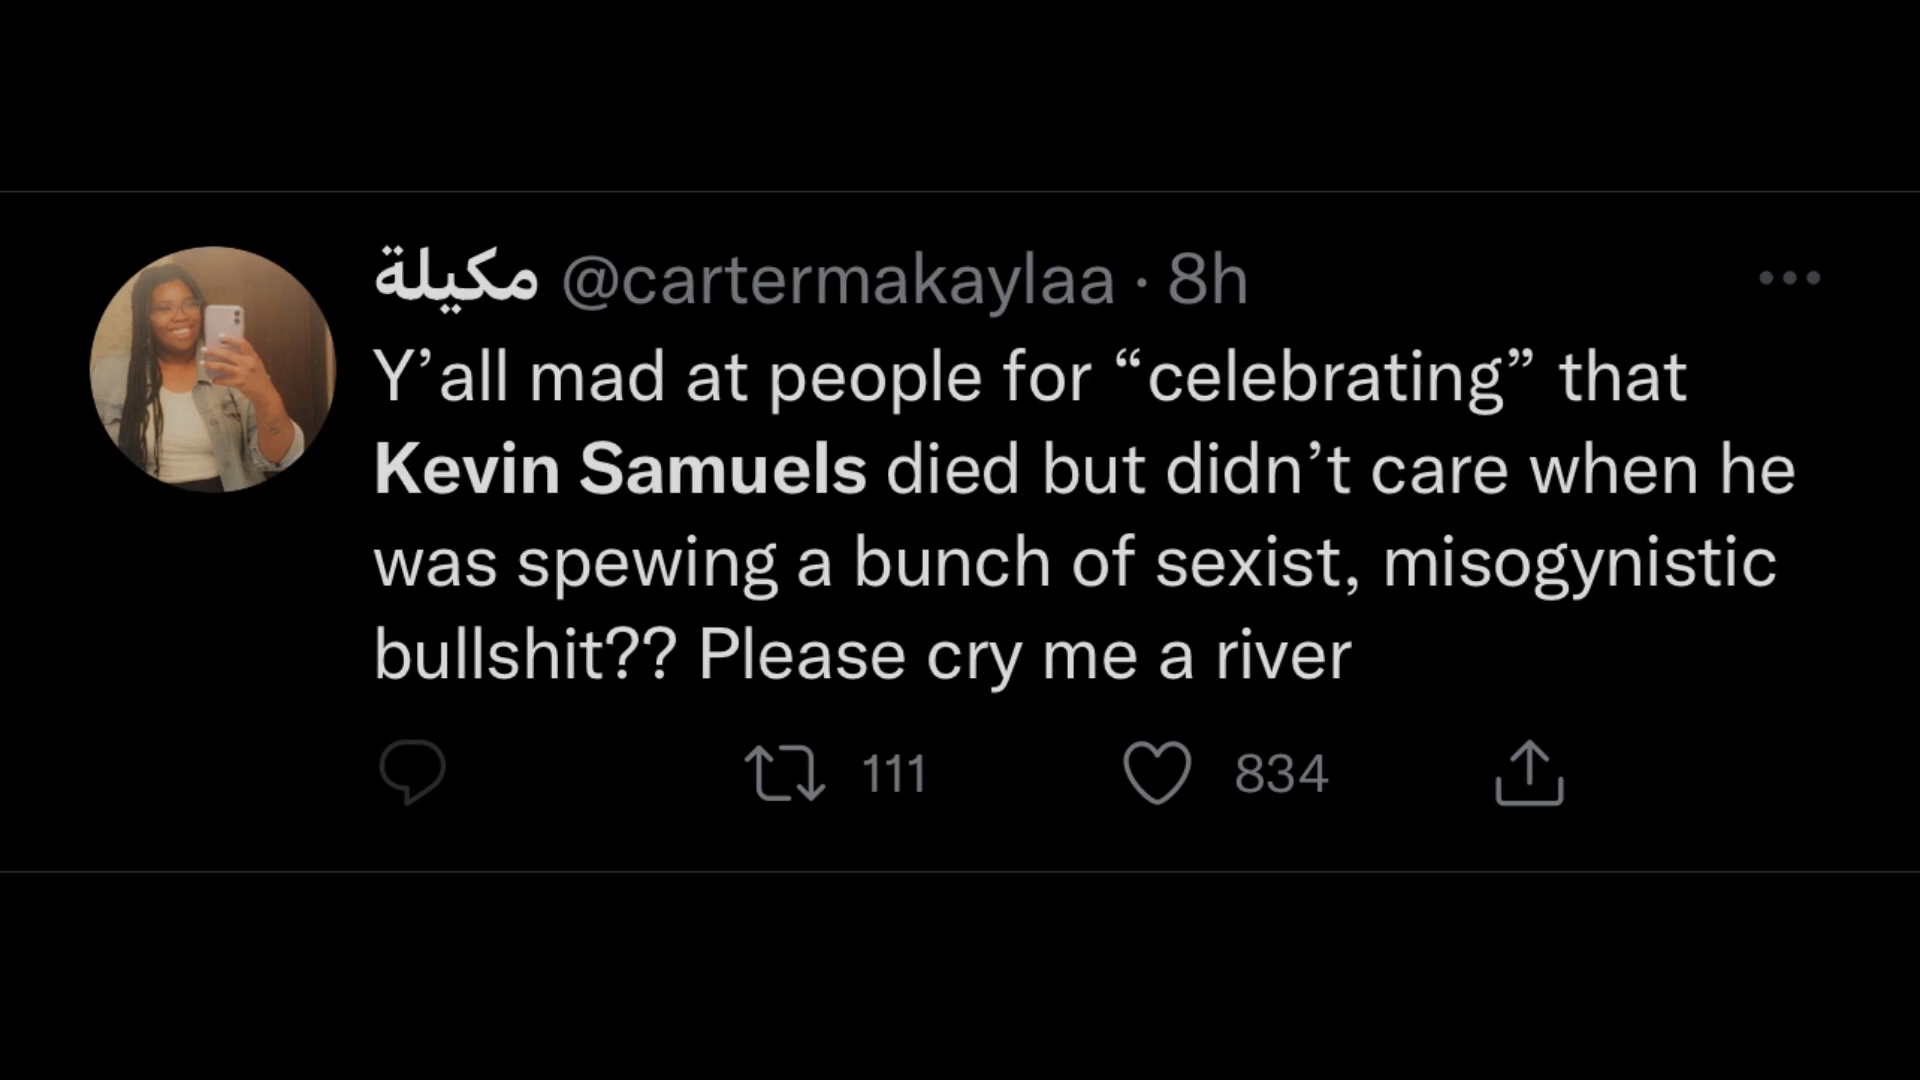 مكيلة @cartermakaylaa · 8h
Y’all mad at people for “celebrating” that
Kevin Samuels died but didn’t care when he
was spewing a bunch of sexist, misogynistic
bullshit?? Please cry me a river
111 834